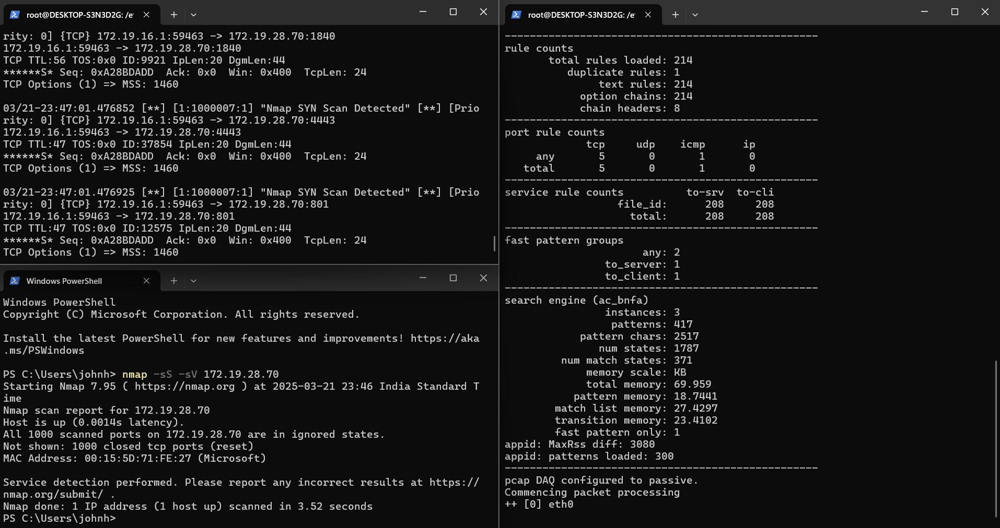 root@DESKTOP-S3N3D2G: /e
rity: 0] {TCP} 172.19.16.1:59463 -> 172.19.28.70:1840
172.19.16.1:59463 -> 172.19.28.70:1840
TCP TTL:56 TOS:0x0 ID:9921 IpLen:20 DgmLen:44
******S* Seq: 0xA28BDADD  Ack: 0x0  Win: 0x400  TcpLen: 24
TCP Options (1) => MSS: 1460
03/21-23:47:01.476852 [**] [1:1000007:1] "Nmap SYN Scan Detected" [**] [Prio
rity: 0] {TCP} 172.19.16.1:59463 -> 172.19.28.70:4443
172.19.16.1:59463 -> 172.19.28.70:4443
TCP TTL:47 TOS:0x0 ID:37854 IpLen:20 DgmLen:44
******S* Seq: 0xA28BDADD  Ack: 0x0  Win: 0x400  TcpLen: 24
TCP Options (1) => MSS: 1460
03/21-23:47:01.476925 [**] [1:1000007:1] "Nmap SYN Scan Detected" [**] [Prio
rity: 0] {TCP} 172.19.16.1:59463 -> 172.19.28.70:801
172.19.16.1:59463 -> 172.19.28.70:801
TCP TTL:47 TOS:0x0 ID:12575 IpLen:20 DgmLen:44
******S* Seq: 0xA28BDADD  Ack: 0x0  Win: 0x400  TcpLen: 24
TCP Options (1) => MSS: 1460
Windows PowerShell
Windows PowerShell
Copyright (C) Microsoft Corporation. All rights reserved.
Install the latest PowerShell for new features and improvements! https://aka
.ms/PSWindows
PS C:\Users\johnh> nmap -sS -sV 172.19.28.70
Starting Nmap 7.95 ( https://nmap.org ) at 2025-03-21 23:46 India Standard T
ime
Nmap scan report for 172.19.28.70
Host is up (0.0014s latency).
All 1000 scanned ports on 172.19.28.70 are in ignored states.
Not shown: 1000 closed tcp ports (reset)
MAC Address: 00:15:5D:71:FE:27 (Microsoft)
Service detection performed. Please report any incorrect results at https://
nmap.org/submit/ .
Nmap done: 1 IP address (1 host up) scanned in 3.52 seconds
PS C:\Users\johnh>
root@DESKTOP-S3N3D2G: /e
--------------------------------------------------
rule counts
total rules loaded: 214
duplicate rules: 1
text rules: 214
option chains: 214
chain headers: 8
--------------------------------------------------
port rule counts
tcp     udp    icmp      ip
any       5       0       1       0
total       5       0       1       0
--------------------------------------------------
service rule counts          to-srv  to-cli
file_id:      208     208
total:      208     208
--------------------------------------------------
fast pattern groups
any: 2
to_server: 1
to_client: 1
--------------------------------------------------
search engine (ac_bnfa)
instances: 3
patterns: 417
pattern chars: 2517
num states: 1787
num match states: 371
memory scale: KB
total memory: 69.959
pattern memory: 18.7441
match list memory: 27.4297
transition memory: 23.4102
fast pattern only: 1
appid: MaxRss diff: 3080
appid: patterns loaded: 300
--------------------------------------------------
pcap DAQ configured to passive.
Commencing packet processing
++ [0] eth0